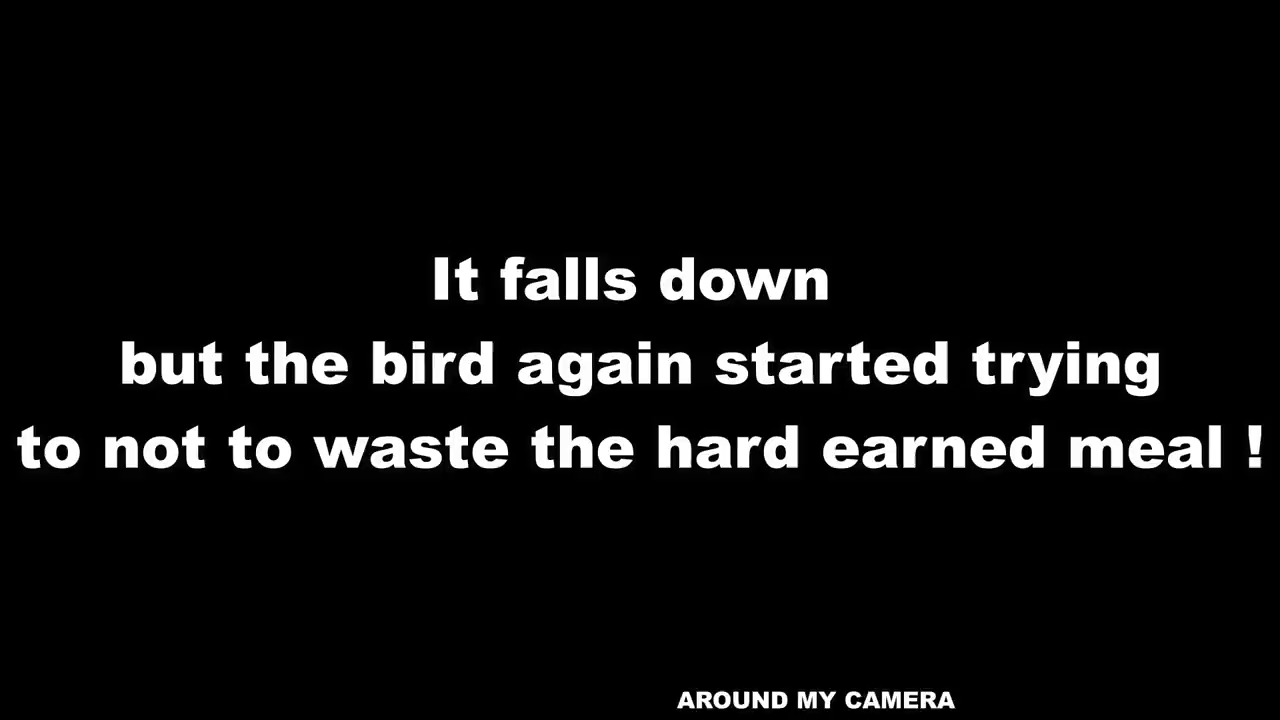 It falls down
but the bird again started trying
to not to waste the hard earned meal !
AROUND MY CAMERA